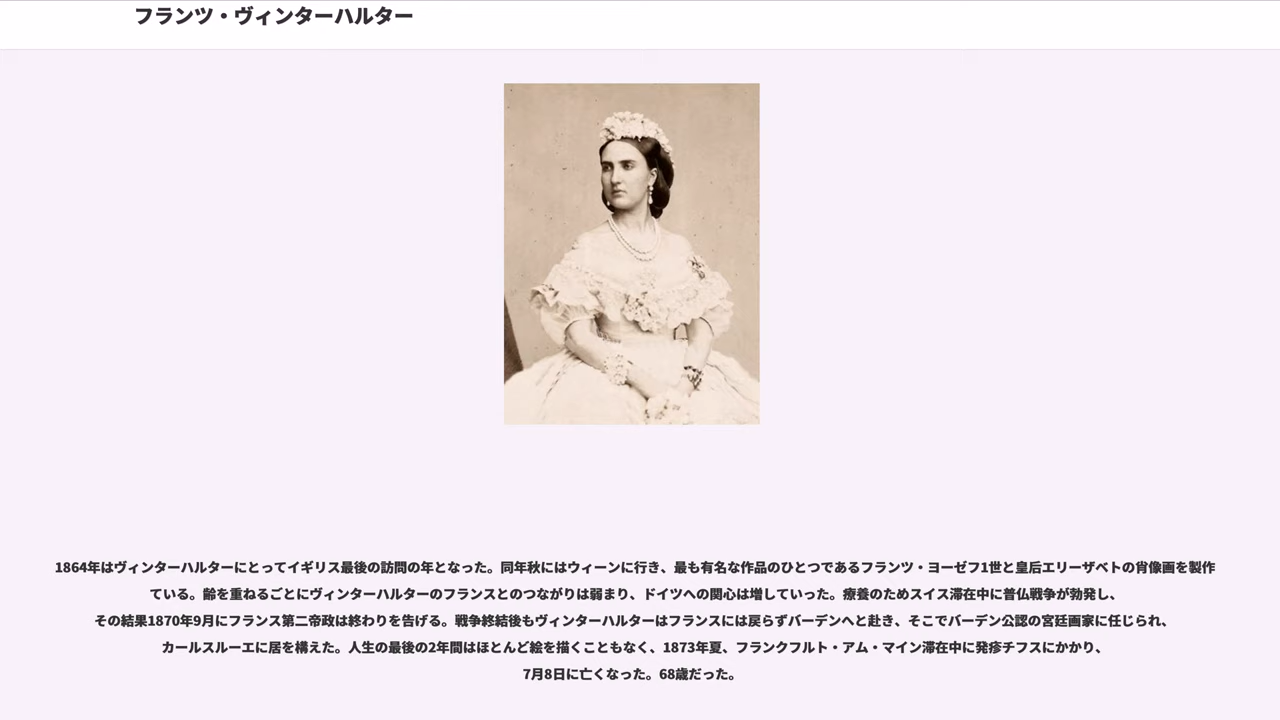 フランツ・ヴィンターハルター
1864年はヴィンターハルターにとってイギリス最後の訪問の年となった。同年秋にはウィーンに行き、最も有名な作品のひとつであるフランツ・ヨーゼフ1世と皇后エリーザベトの肖像画を製作
ている。齢を重ねるごとにヴィンターハルターのフランスとのつながりは弱まり、ドイツへの関心は増していった。療養のためスイス滞在中に普仏戦争が勃発し、
その結果1870年9月にフランス第二帝政は終わりを告げる。戦争終結後もヴィンターハルターはフランスには戻らずバーデンへと赴き、そこでバーデン公認の宮廷画家に任じられ、
カールスルーエに居を構えた。人生の最後の2年間はほとんど絵を描くこともなく、1873年夏、フランクフルト・アム・マイン滞在中に発疹チフスにかかり、
7月8日に亡くなった。68歳だった。